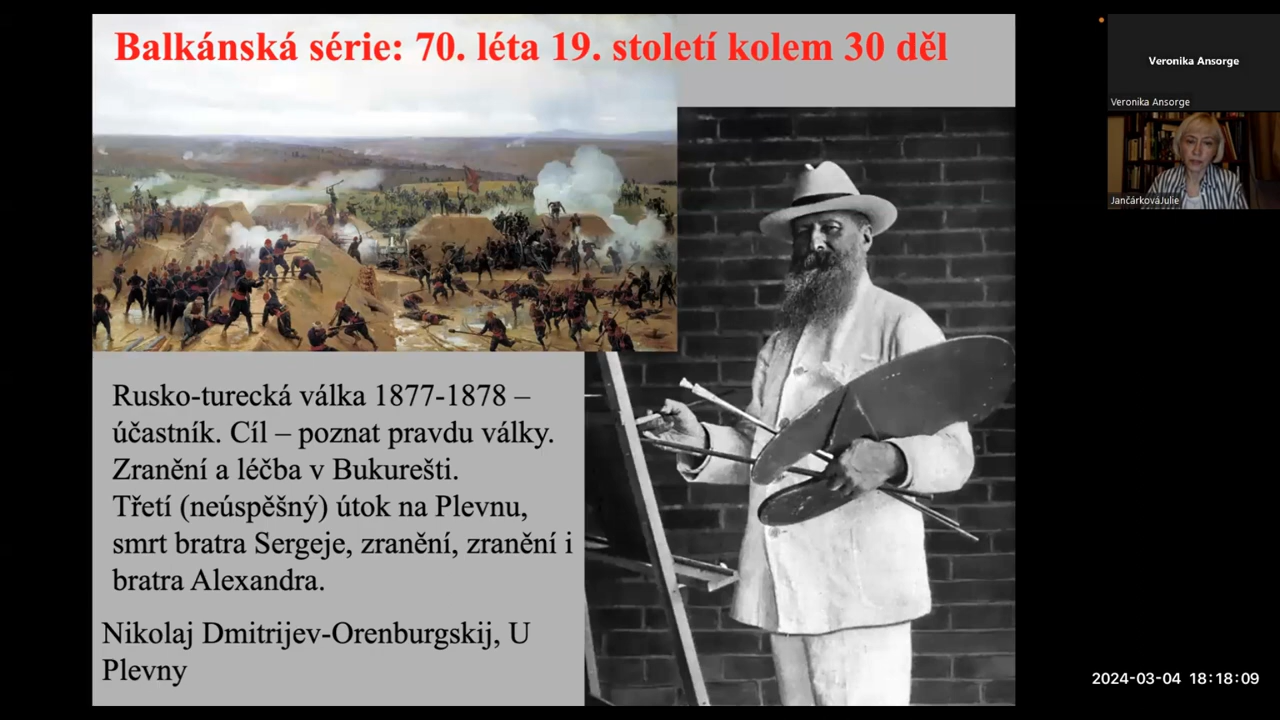 Balkánská série: 70. léta 19. století kolem 30 děl
Rusko-turecká válka 1877-1878 –
účastník. Cíl – poznat pravdu války.
Zranění a léčba v Bukurešti.
Třetí (neúspěšný) útok na Plevnu,
smrt bratra Sergeje, zranění, zranění i
bratra Alexandra.
Nikolaj Dmitrijev-Orenburgskij, U
Plevny
Veronika Ansorge
Veronika Ansorge
JančárkováJulie
2024-03-04 18:18:09